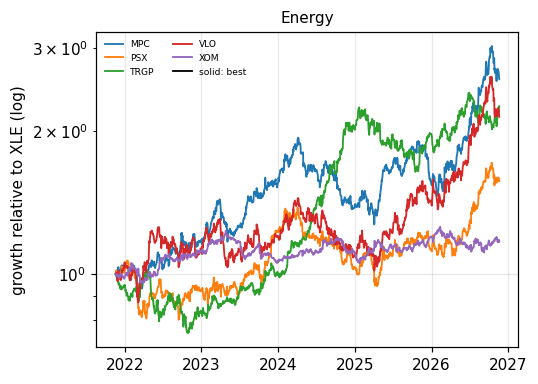 Energy
growth relative to XLE (log)
3 × 10⁰
2 × 10⁰
10⁰
MPC
PSX
TRGP
VLO
XOM
solid: best
2022 2023 2024 2025 2026 2027